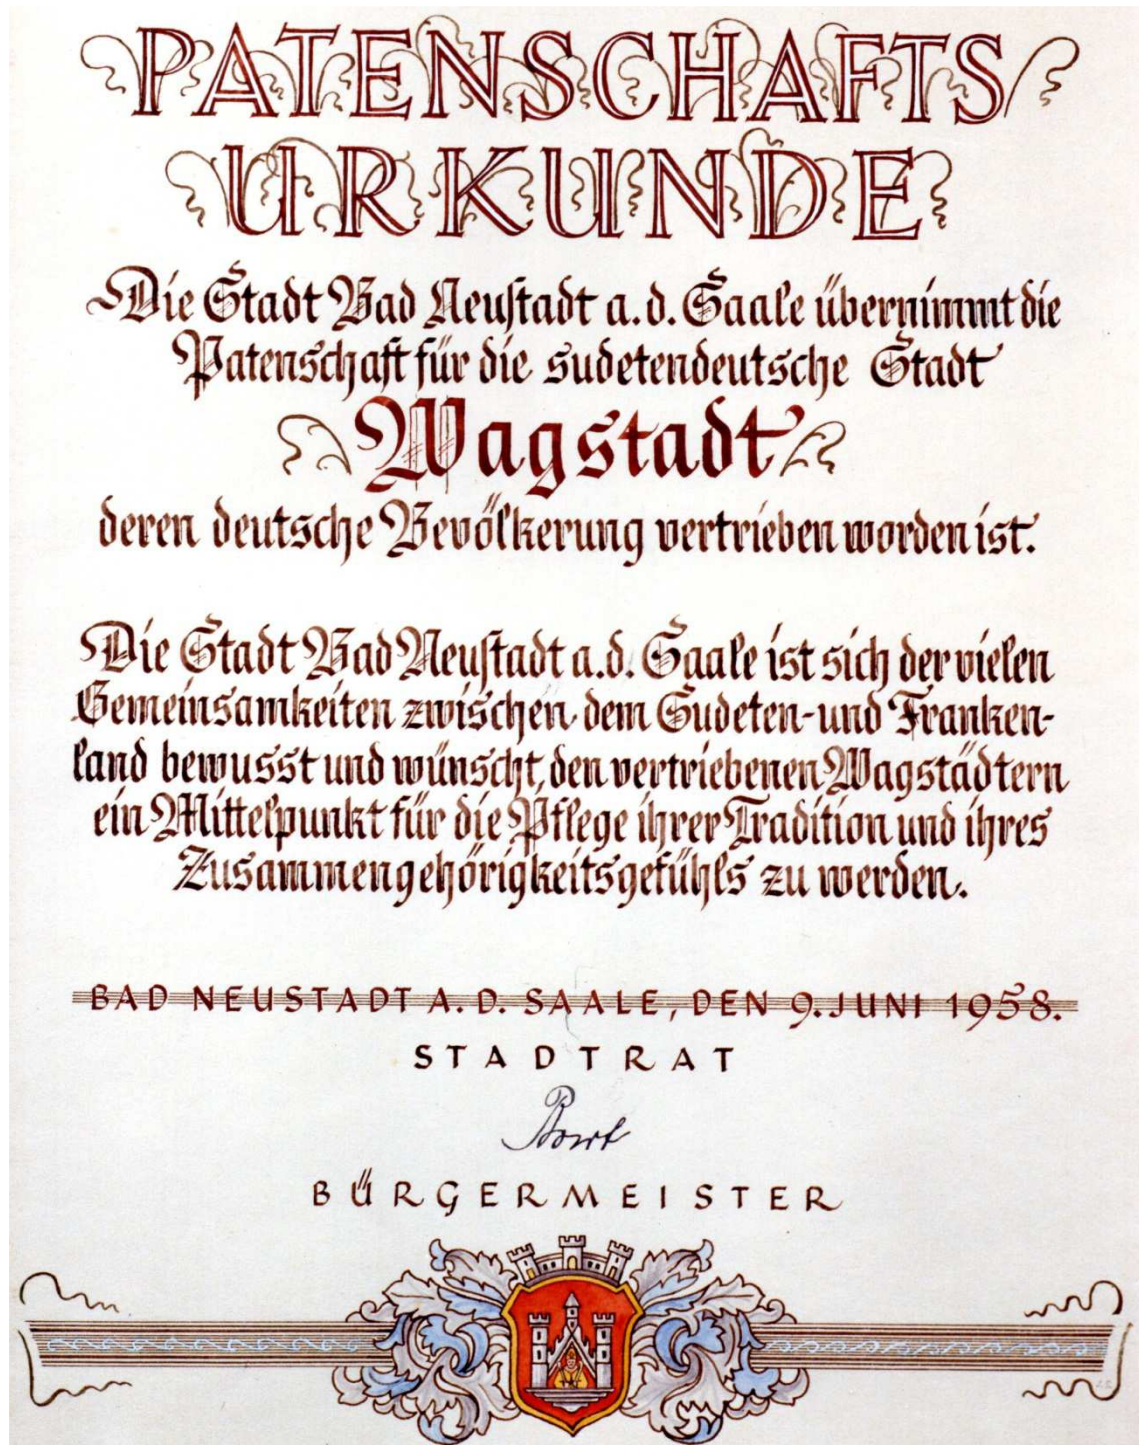 PATENSCHAFTS
URKUNDE
Die Stadt Bad Neustadt a. d. Saale übernimmt die
Patenschaft für die sudetendeutsche Stadt
Wagstadt
deren deutsche Bevölkerung vertrieben worden ist.
Die Stadt Bad Neustadt a. d. Saale ist sich der vielen
Gemeinsamkeiten zwischen dem Sudeten- und Franken-
land bewusst und wünscht, den vertriebenen Wagstädtern
ein Mittelpunkt für die Pflege ihrer Tradition und ihres
Zusammengehörigkeitsgefühls zu werden.
BAD NEUSTADT A. D. SAALE, DEN 9. JUNI 1958.
STADTRAT
BÜRGERMEISTER